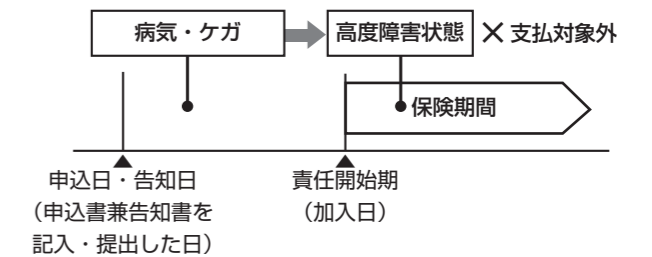 病気・ケガ
高度障害状態
× 支払対象外
保険期間
申込日・告知日
(申込書兼告知書を
記入・提出した日)
責任開始期
(加入日)